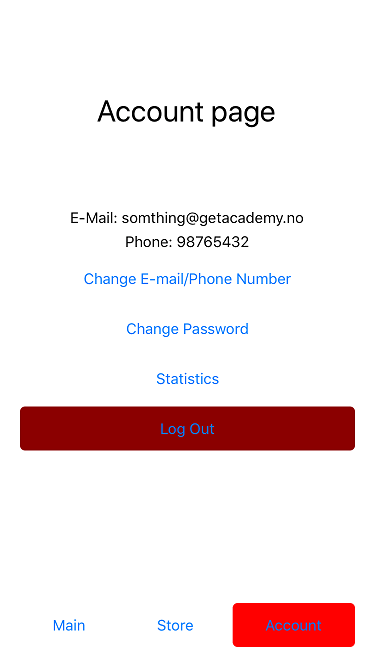 Account page
E-Mail: somthing@getacademy.no
Phone: 98765432
Change E-mail/Phone Number
Change Password
Statistics
Log Out
Main Store Account